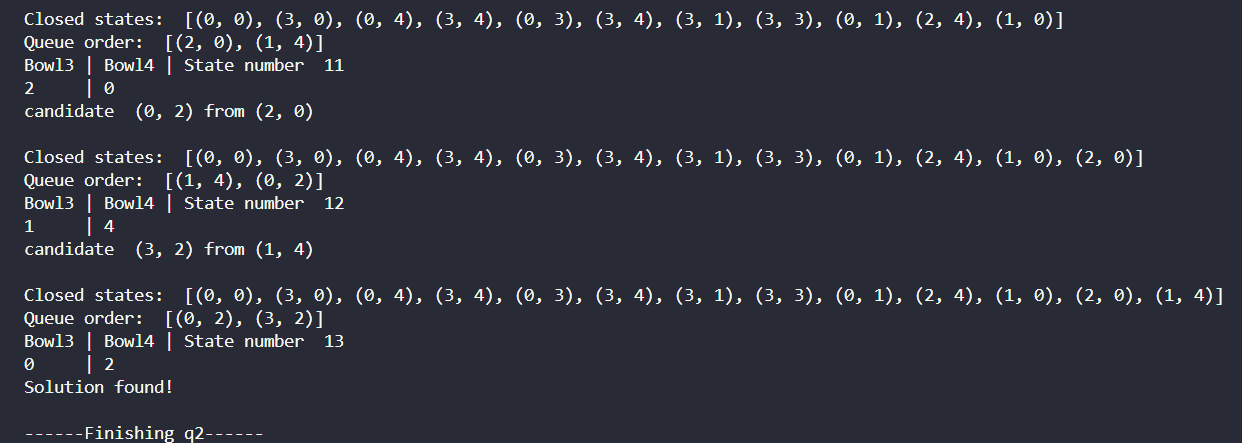 Closed states:  [(0, 0), (3, 0), (0, 4), (3, 4), (0, 3), (3, 4), (3, 1), (3, 3), (0, 1), (2, 4), (1, 0)]
Queue order:  [(2, 0), (1, 4)]
Bowl3 | Bowl4 | State number  11
2     | 0
candidate  (0, 2) from (2, 0)
Closed states:  [(0, 0), (3, 0), (0, 4), (3, 4), (0, 3), (3, 4), (3, 1), (3, 3), (0, 1), (2, 4), (1, 0), (2, 0)]
Queue order:  [(1, 4), (0, 2)]
Bowl3 | Bowl4 | State number  12
1     | 4
candidate  (3, 2) from (1, 4)
Closed states:  [(0, 0), (3, 0), (0, 4), (3, 4), (0, 3), (3, 4), (3, 1), (3, 3), (0, 1), (2, 4), (1, 0), (2, 0), (1, 4)]
Queue order:  [(0, 2), (3, 2)]
Bowl3 | Bowl4 | State number  13
0     | 2
Solution found!
------Finishing q2------